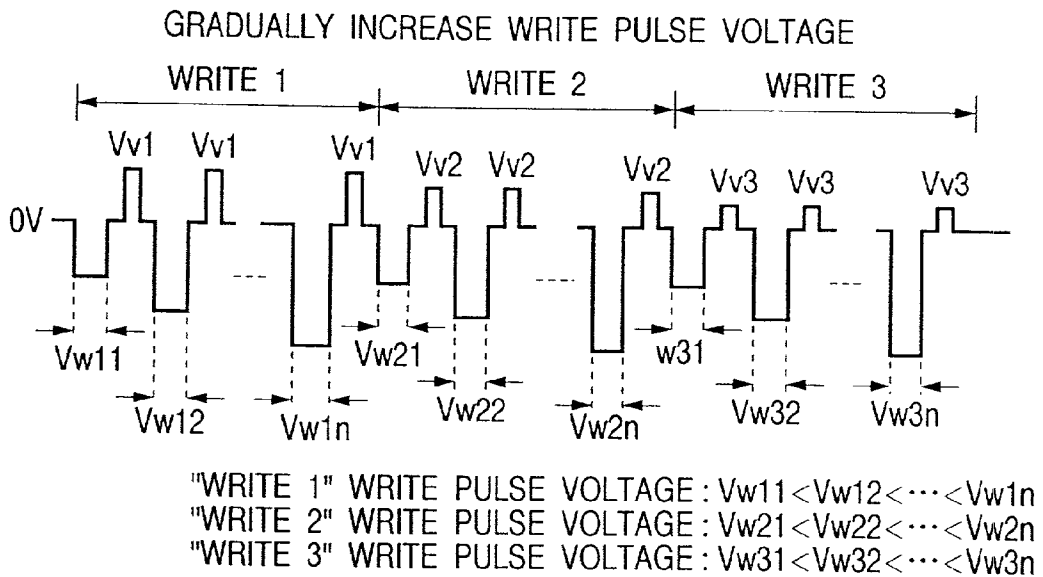 GRADUALLY INCREASE WRITE PULSE VOLTAGE
WRITE 1 WRITE 2 WRITE 3
Vv1 Vv1 Vv1 Vv2 Vv2 Vv2 Vv3 Vv3 Vv3
0V
Vw11 Vw21 w31
Vw12 Vw1n Vw22 Vw2n Vw32 Vw3n
"WRITE 1" WRITE PULSE VOLTAGE : Vw11<Vw12<···<Vw1n
"WRITE 2" WRITE PULSE VOLTAGE : Vw21<Vw22<···<Vw2n
"WRITE 3" WRITE PULSE VOLTAGE : Vw31<Vw32<···<Vw3n